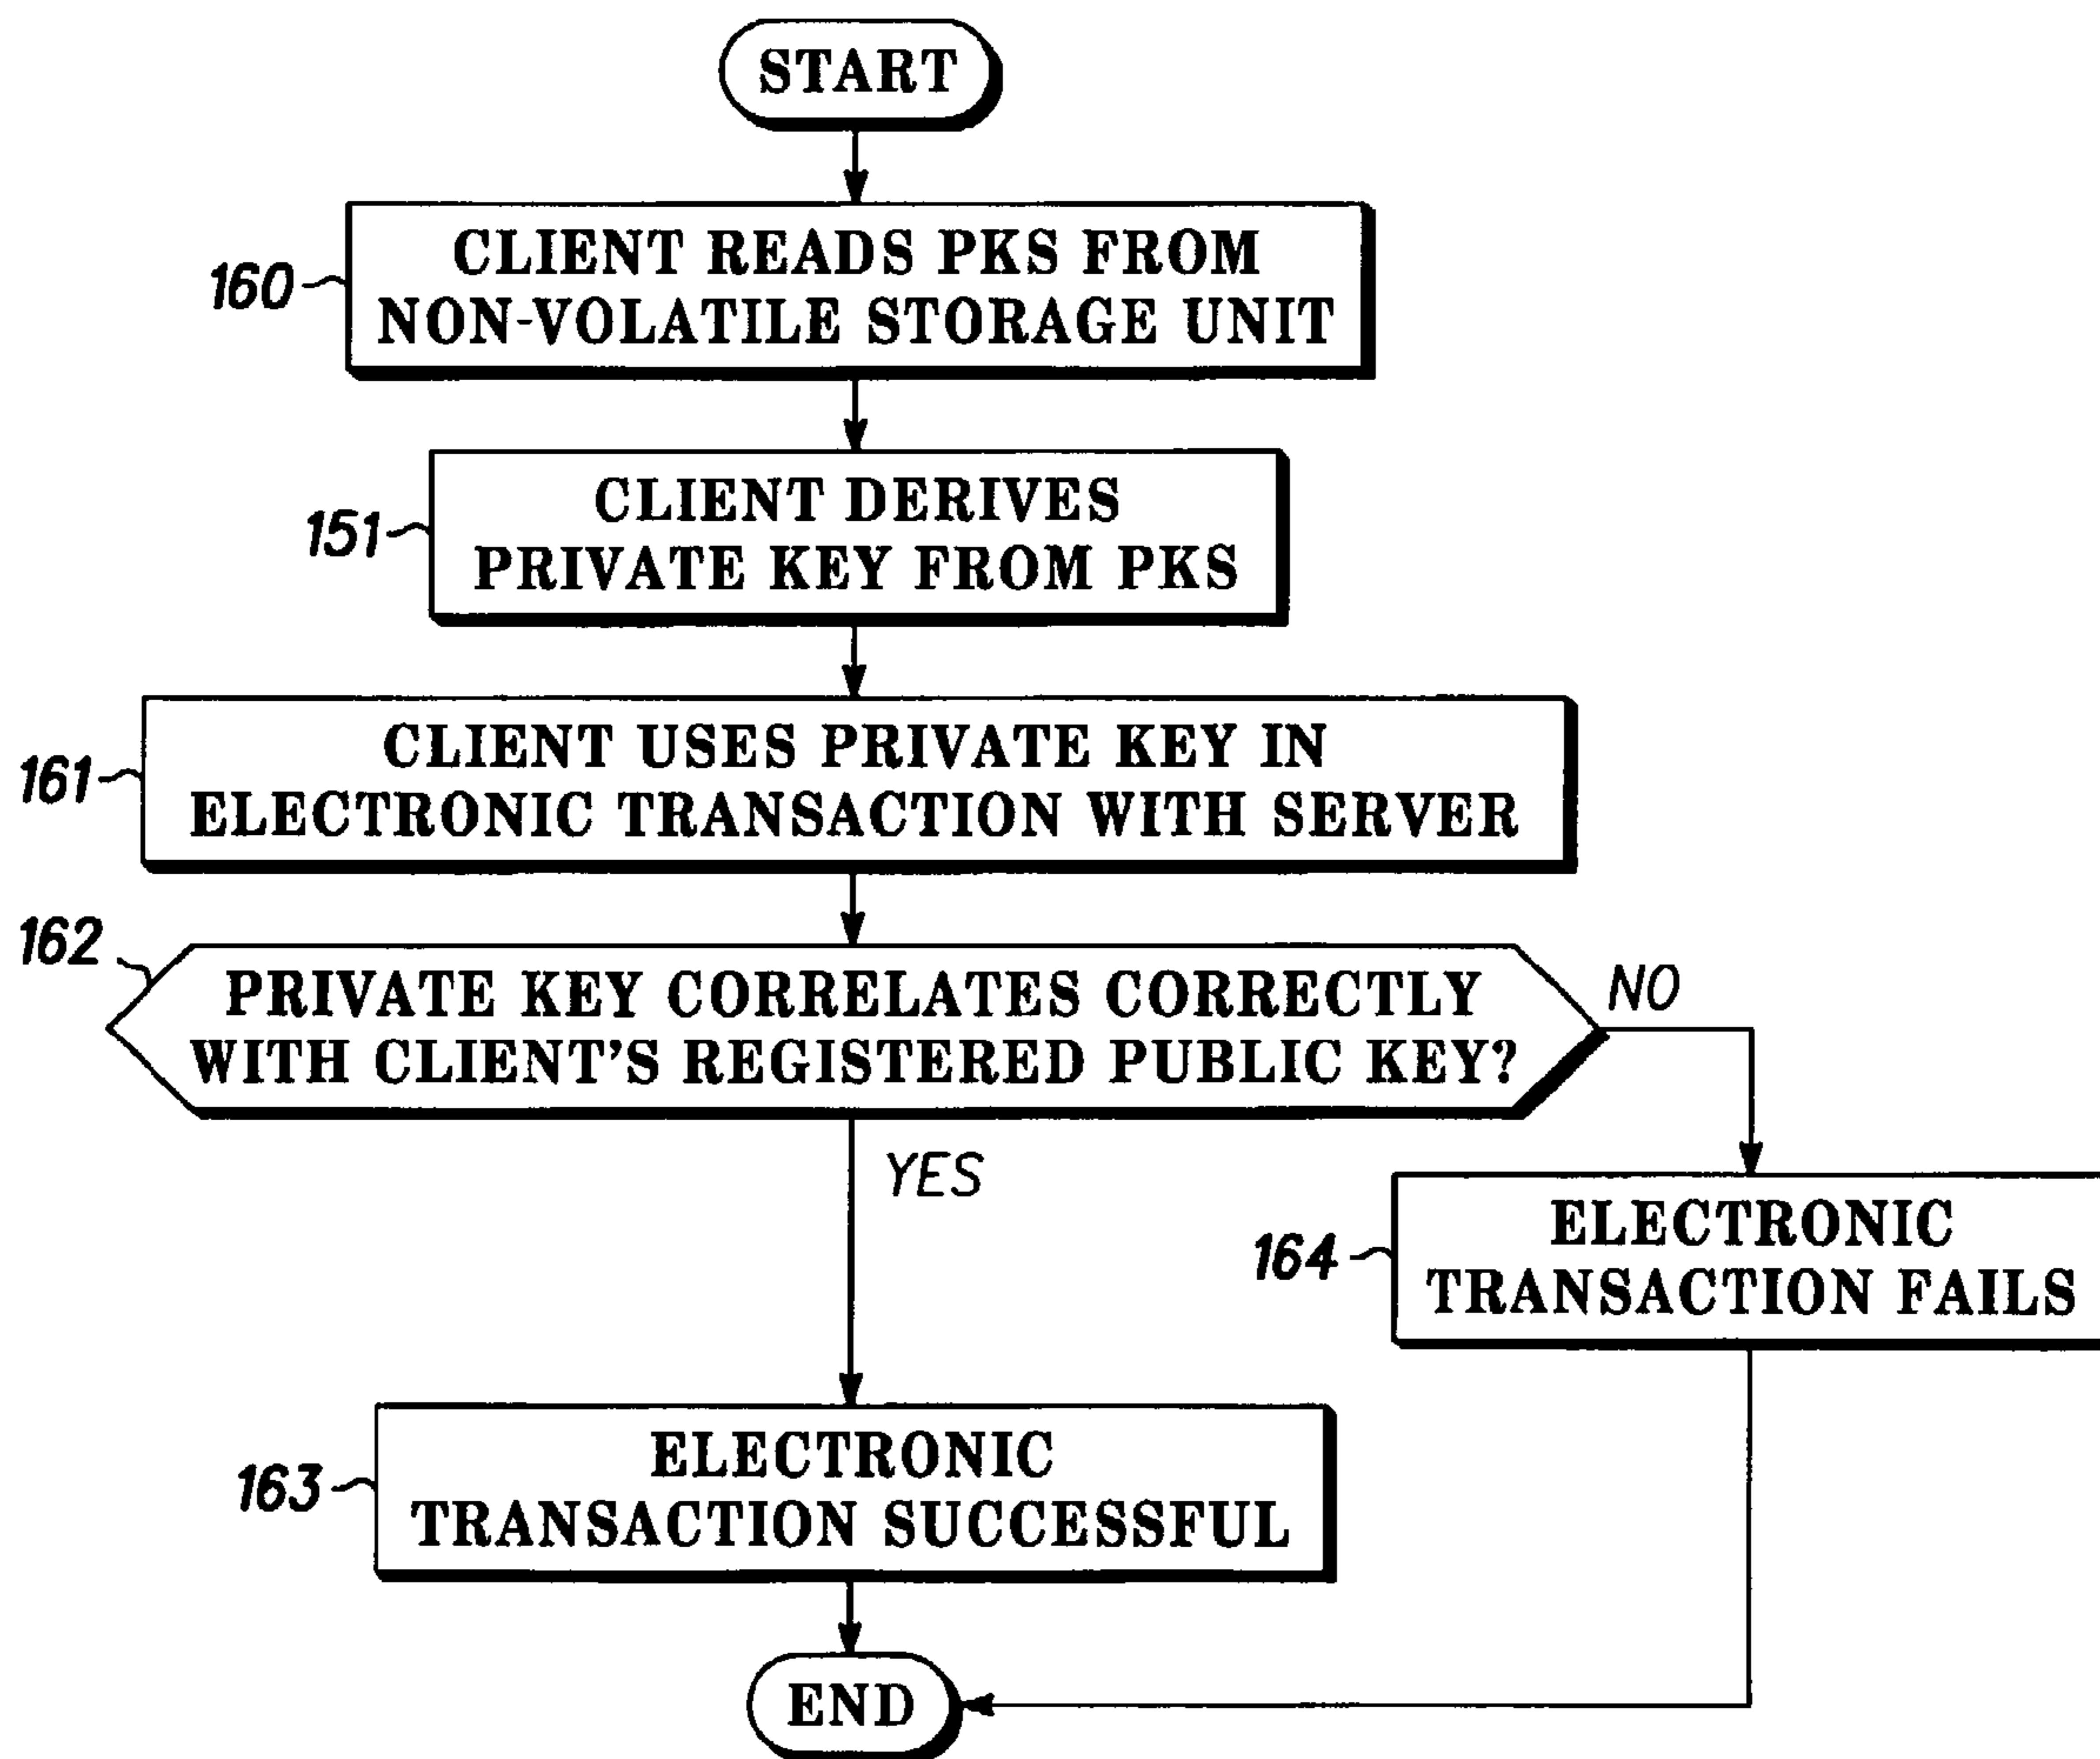 START
160
CLIENT READS PKS FROM
NON-VOLATILE STORAGE UNIT
151
CLIENT DERIVES
PRIVATE KEY FROM PKS
161
CLIENT USES PRIVATE KEY IN
ELECTRONIC TRANSACTION WITH SERVER
162
PRIVATE KEY CORRELATES CORRECTLY
WITH CLIENT'S REGISTERED PUBLIC KEY?
NO
YES
164
ELECTRONIC
TRANSACTION FAILS
163
ELECTRONIC
TRANSACTION SUCCESSFUL
END